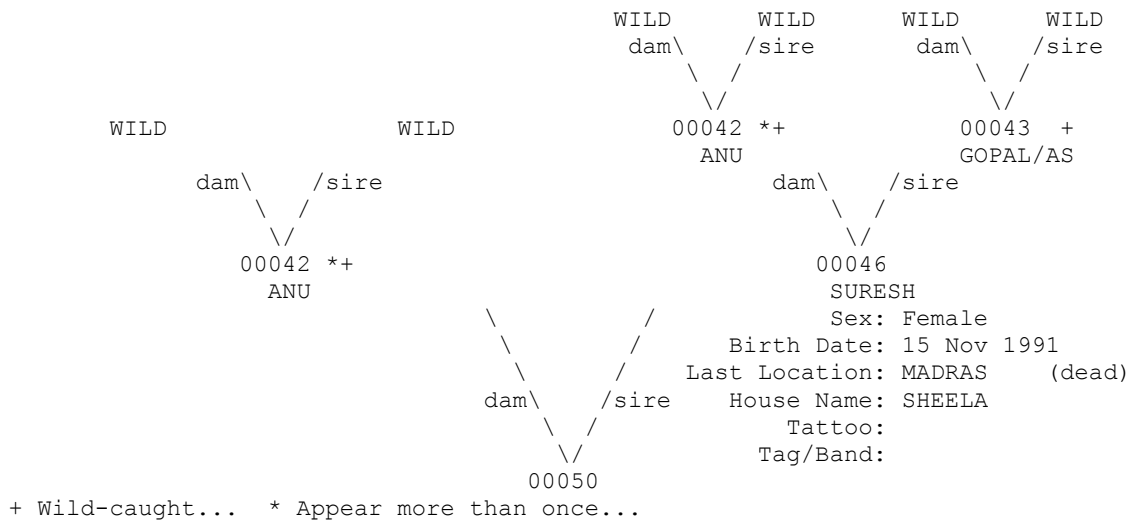 WILD WILD WILD WILD
dam\ /sire dam\ /sire
\ / \ /
\/ \/
WILD WILD 00042 *+ 00043 +
ANU GOPAL/AS
dam\ /sire dam\ /sire
\ / \ /
\/ \/
00042 *+ 00046
ANU SURESH
\ / Sex: Female
\ / Birth Date: 15 Nov 1991
\ / Last Location: MADRAS (dead)
dam\ /sire House Name: SHEELA
\ / Tattoo:
\/ Tag/Band:
00050
+ Wild-caught... * Appear more than once...